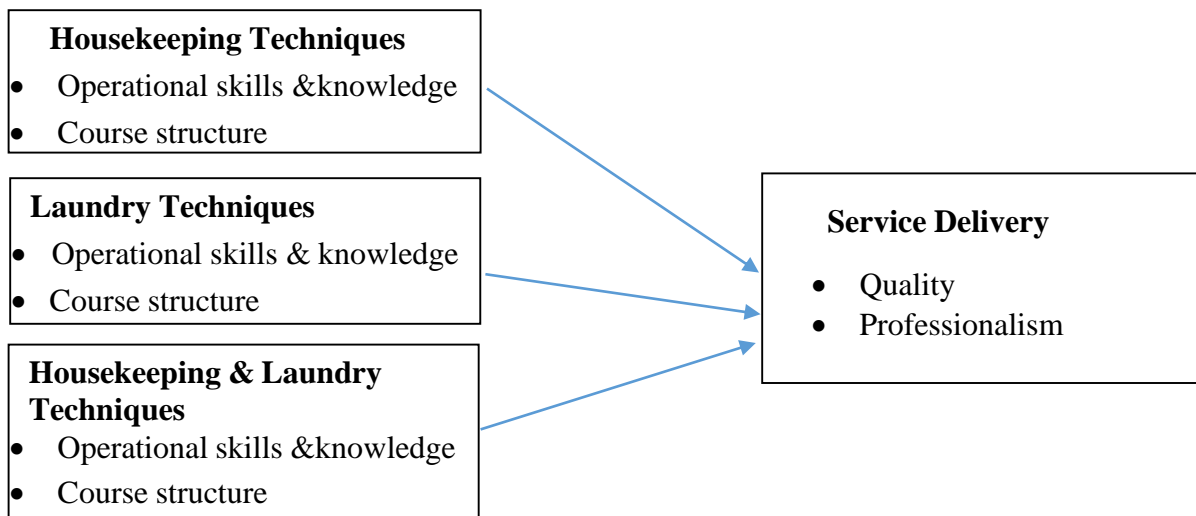 Housekeeping Techniques
• Operational skills &knowledge
• Course structure
Laundry Techniques
• Operational skills & knowledge
• Course structure
Housekeeping & Laundry
Techniques
• Operational skills &knowledge
• Course structure
Service Delivery
• Quality
• Professionalism